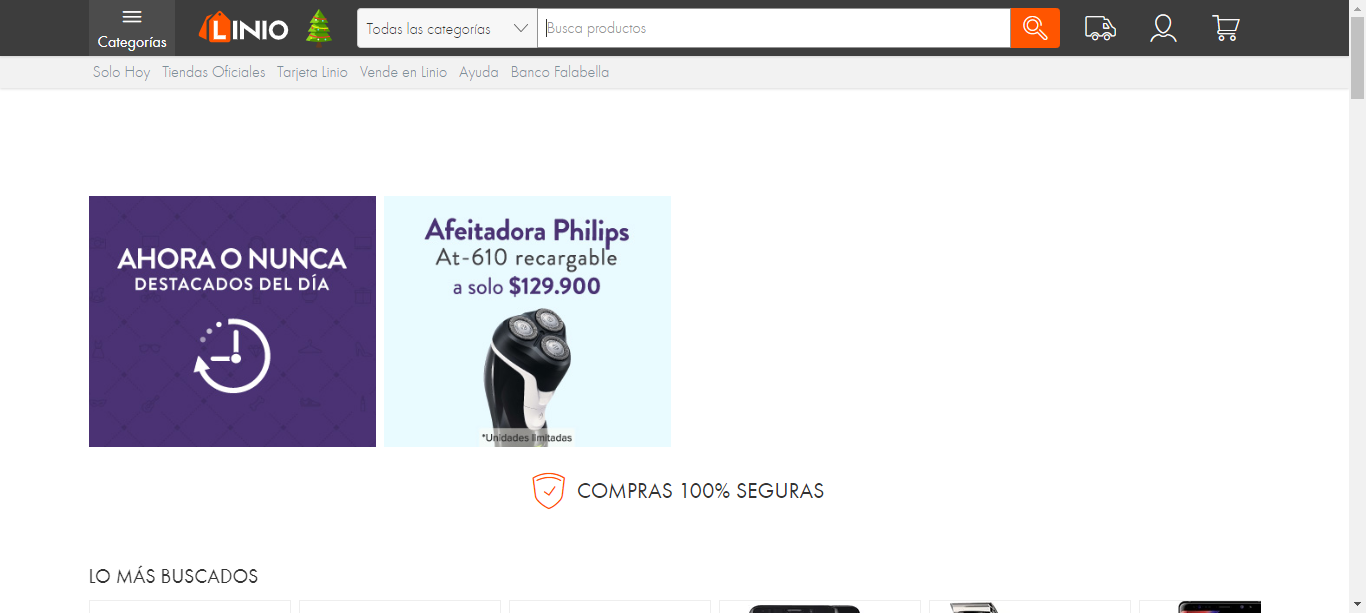 Categorías
LINIO
Todas las categorías
Busca productos
Solo Hoy Tiendas Oficiales Tarjeta Linio Vende en Linio Ayuda Banco Falabella
AHORA O NUNCA
DESTACADOS DEL DÍA
Afeitadora Philips
At-610 recargable
a solo $129.900
*Unidades limitadas
COMPRAS 100% SEGURAS
LO MÁS BUSCADOS